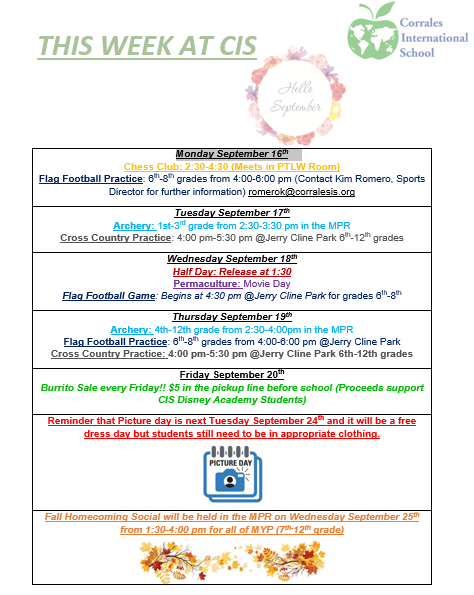 THIS WEEK AT CIS
Corrales
International
School
Hello
September
Monday September 16th
Chess Club: 2:30-4:30 (Meets in PTLW Room)
Flag Football Practice: 6th-8th grades from 4:00-6:00 pm (Contact Kim Romero, Sports
Director for further information) romerok@corralesis.org
Tuesday September 17th
Archery: 1st-3rd grade from 2:30-3:30 pm in the MPR
Cross Country Practice: 4:00 pm-5:30 pm @Jerry Cline Park 6th-12th grades
Wednesday September 18th
Half Day: Release at 1:30
Permaculture: Movie Day
Flag Football Game: Begins at 4:30 pm @Jerry Cline Park for grades 6th-8th
Thursday September 19th
Archery: 4th-12th grade from 2:30-4:00pm in the MPR
Flag Football Practice: 6th-8th grades from 4:00-6:00 pm @Jerry Cline Park
Cross Country Practice: 4:00 pm-5:30 pm @Jerry Cline Park 6th-12th grades
Friday September 20th
Burrito Sale every Friday!! $5 in the pickup line before school (Proceeds support
CIS Disney Academy Students)
Reminder that Picture day is next Tuesday September 24th and it will be a free
dress day but students still need to be in appropriate clothing.
PICTURE DAY
Fall Homecoming Social will be held in the MPR on Wednesday September 25th
from 1:30-4:00 pm for all of MYP (7th-12th grade)